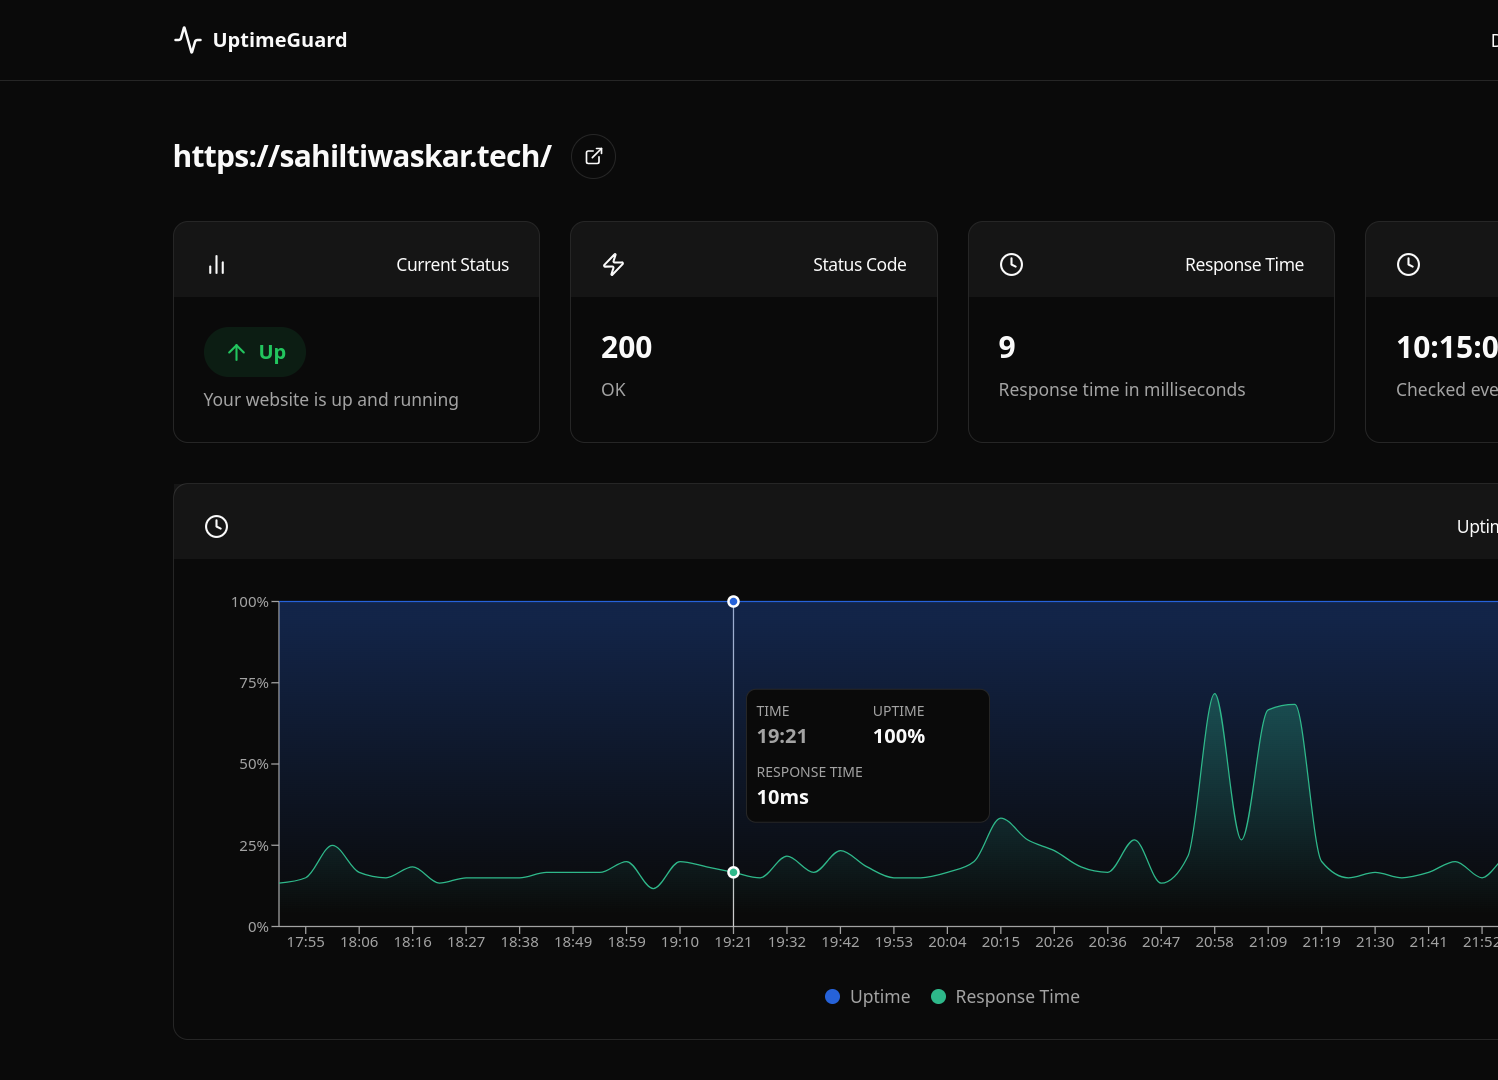 UptimeGuard
https://sahiltiwaskar.tech/
Current Status
Up
Your website is up and running
Status Code
200
OK
Response Time
9
Response time in milliseconds
10:15:0
Checked eve
Uptim
100%
75%
50%
25%
0%
TIME UPTIME
19:21 100%
RESPONSE TIME
10ms
17:55 18:06 18:16 18:27 18:38 18:49 18:59 19:10 19:21 19:32 19:42 19:53 20:04 20:15 20:26 20:36 20:47 20:58 21:09 21:19 21:30 21:41 21:52
Uptime Response Time